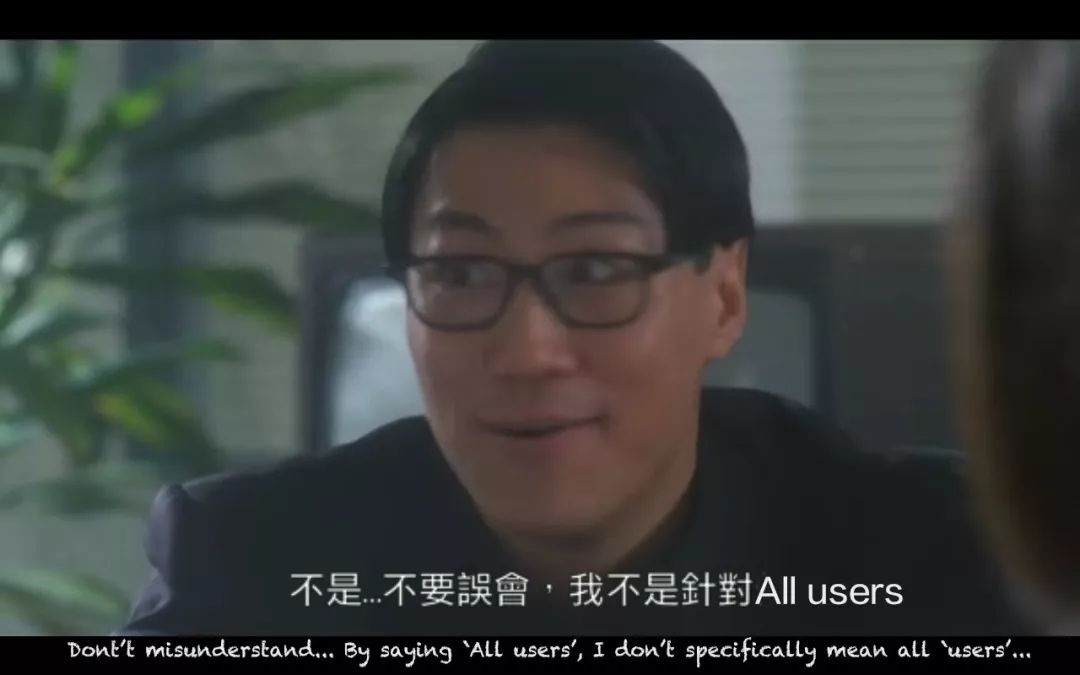 不是...不要誤會，我不是針對All users
Dont't misunderstand... By saying 'All users', I don't specifically mean all 'users'...